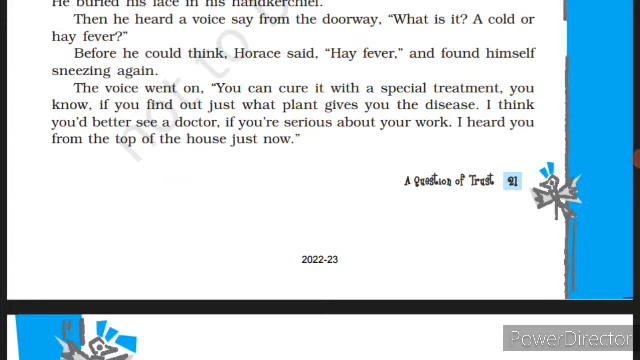 He buried his face in his handkerchief.
Then he heard a voice say from the doorway, “What is it? A cold or
hay fever?”
Before he could think, Horace said, “Hay fever,” and found himself
sneezing again.
The voice went on, “You can cure it with a special treatment, you
know, if you find out just what plant gives you the disease. I think
you’d better see a doctor, if you’re serious about your work. I heard you
from the top of the house just now.”
A Question of Trust 21
2022-23
PowerDirector